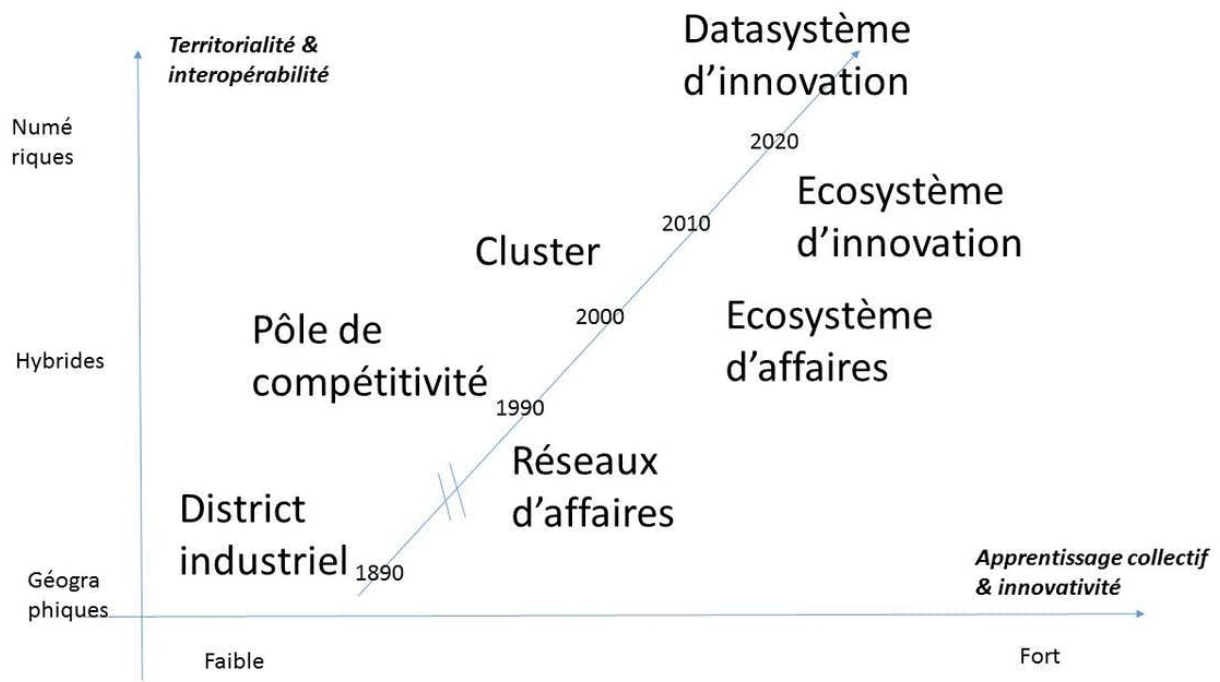 Datasystème
d’innovation
Territorialité &
interopérabilité
Numé
riques
2020
Ecosystème
d’innovation
2010
Cluster
2000
Ecosystème
d’affaires
Pôle de
compétitivité
Hybrides
1990
Réseaux
d’affaires
District
industriel
1890
Apprentissage collectif
& innovativité
Géogra
phiques
Faible
Fort